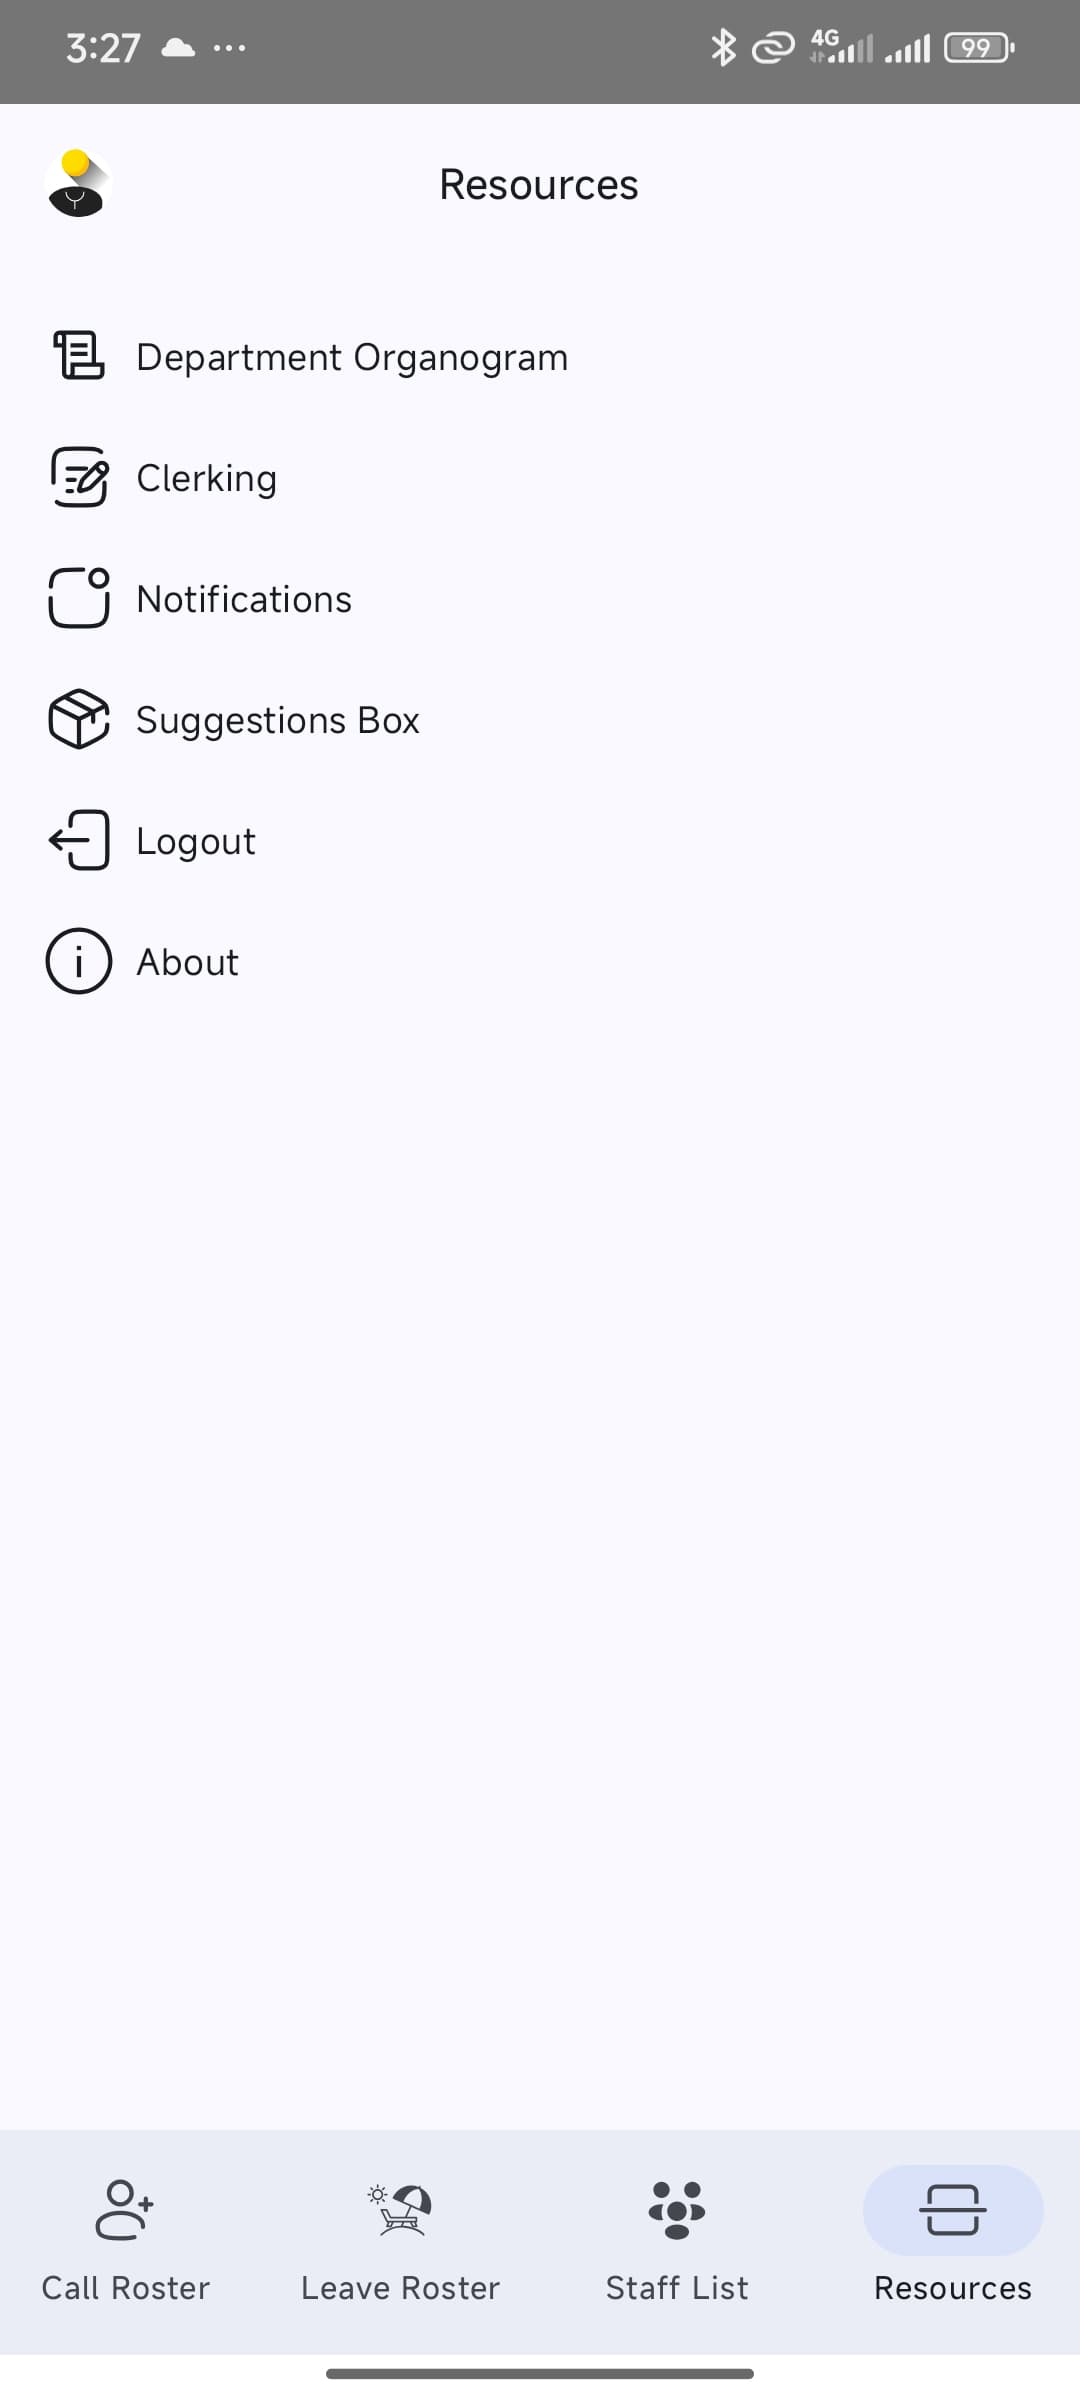 3:27
4G
99
Resources
Department Organogram
Clerking
Notifications
Suggestions Box
Logout
About
Call Roster
Leave Roster
Staff List
Resources